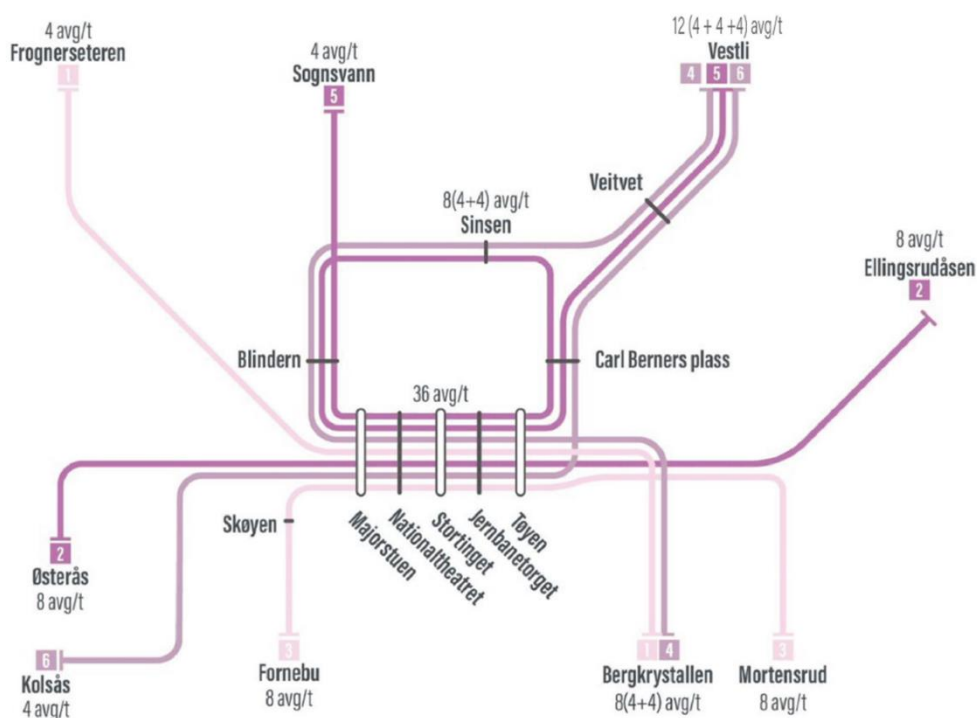 4 avg/t
Frognerseteren
1
4 avg/t
Sognsvann
5
12 (4 + 4 +4) avg/t
Vestli
4 5 6
Veitvet
8(4+4) avg/t
Sinsen
8 avg/t
Ellingsrudåsen
2
Blindern
Carl Berners plass
36 avg/t
Skøyen
Majorstuen
Nationaltheatret
Stortinget
Jernbanetorget
Tøyen
2
Østerås
8 avg/t
6
Kolsås
4 avg/t
3
Fornebu
8 avg/t
1 4
Bergkrystallen
8(4+4) avg/t
3
Mortensrud
8 avg/t